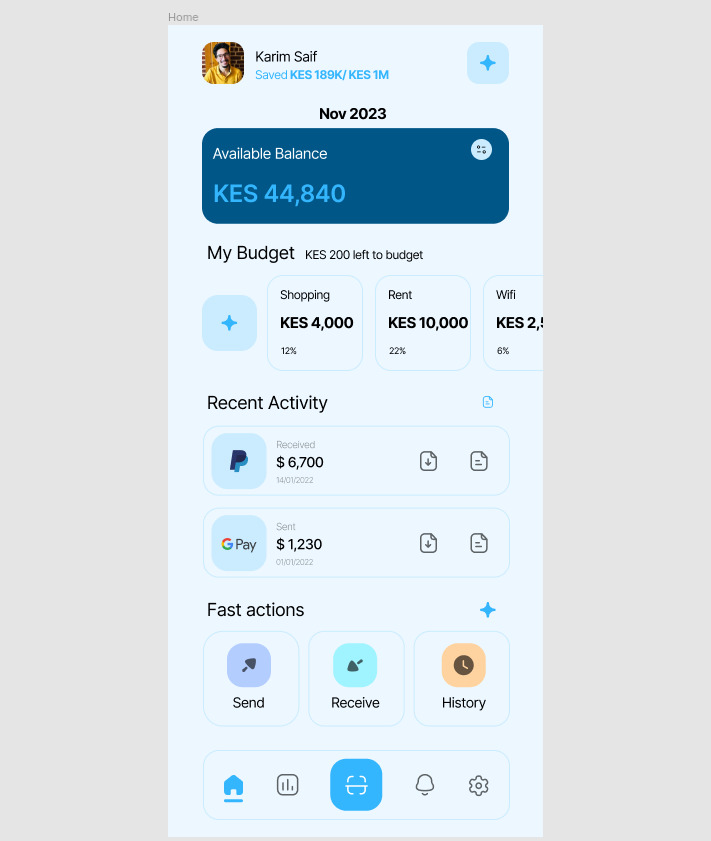 Home
Karim Saif
Saved KES 189K/ KES 1M
Nov 2023
Available Balance
KES 44,840
My Budget KES 200 left to budget
Shopping Rent Wifi
KES 4,000 KES 10,000 KES 2,5
12% 22% 6%
Recent Activity
Received
$ 6,700
14/01/2022
Sent
G Pay
$ 1,230
01/01/2022
Fast actions
Send Receive History